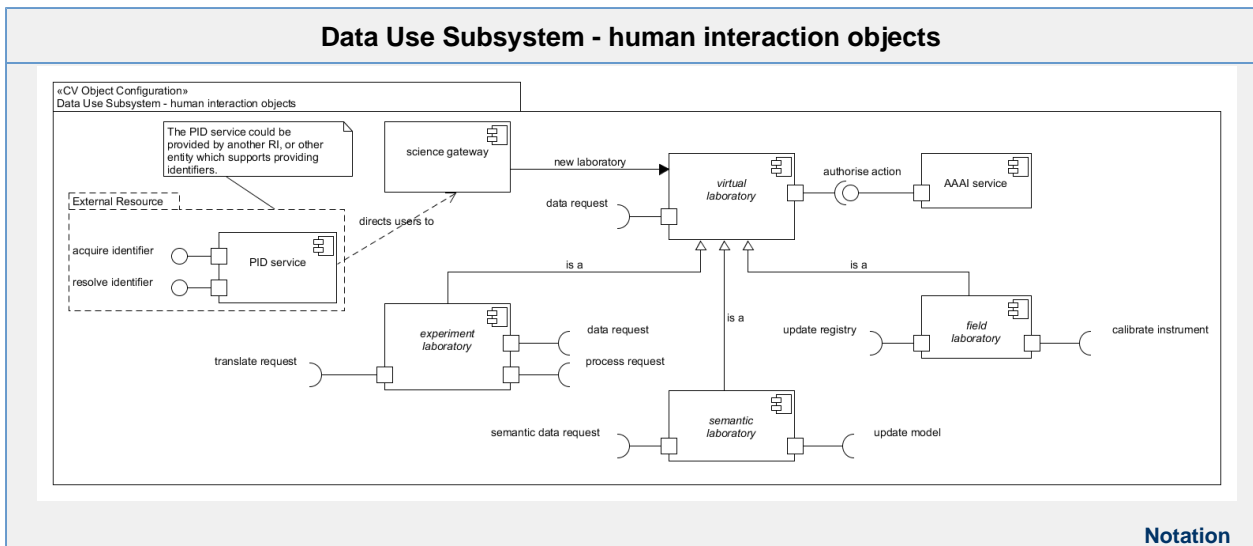 Data Use Subsystem - human interaction objects
«CV Object Configuration»
Data Use Subsystem - human interaction objects
The PID service could be
provided by another RI, or other
entity which supports providing
identifiers.
science gateway
new laboratory
virtual
laboratory
authorise action
AAAI service
data request
External Resource
directs users to
acquire identifier
PID service
resolve identifier
is a
is a
is a
experiment
laboratory
data request
process request
translate request
update registry
field
laboratory
calibrate instrument
semantic data request
semantic
laboratory
update model
Notation